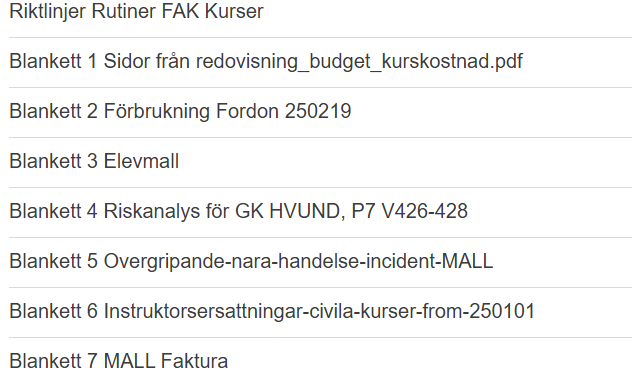 Riktlinjer Rutiner FAK Kurser
Blankett 1 Sidor från redovisning_budget_kurskostnad.pdf
Blankett 2 Förbrukning Fordon 250219
Blankett 3 Elevmall
Blankett 4 Riskanalys för GK HVUND, P7 V426-428
Blankett 5 Overgripande-nara-handelse-incident-MALL
Blankett 6 Instruktorsersattningar-civila-kurser-from-250101
Blankett 7 MALL Faktura